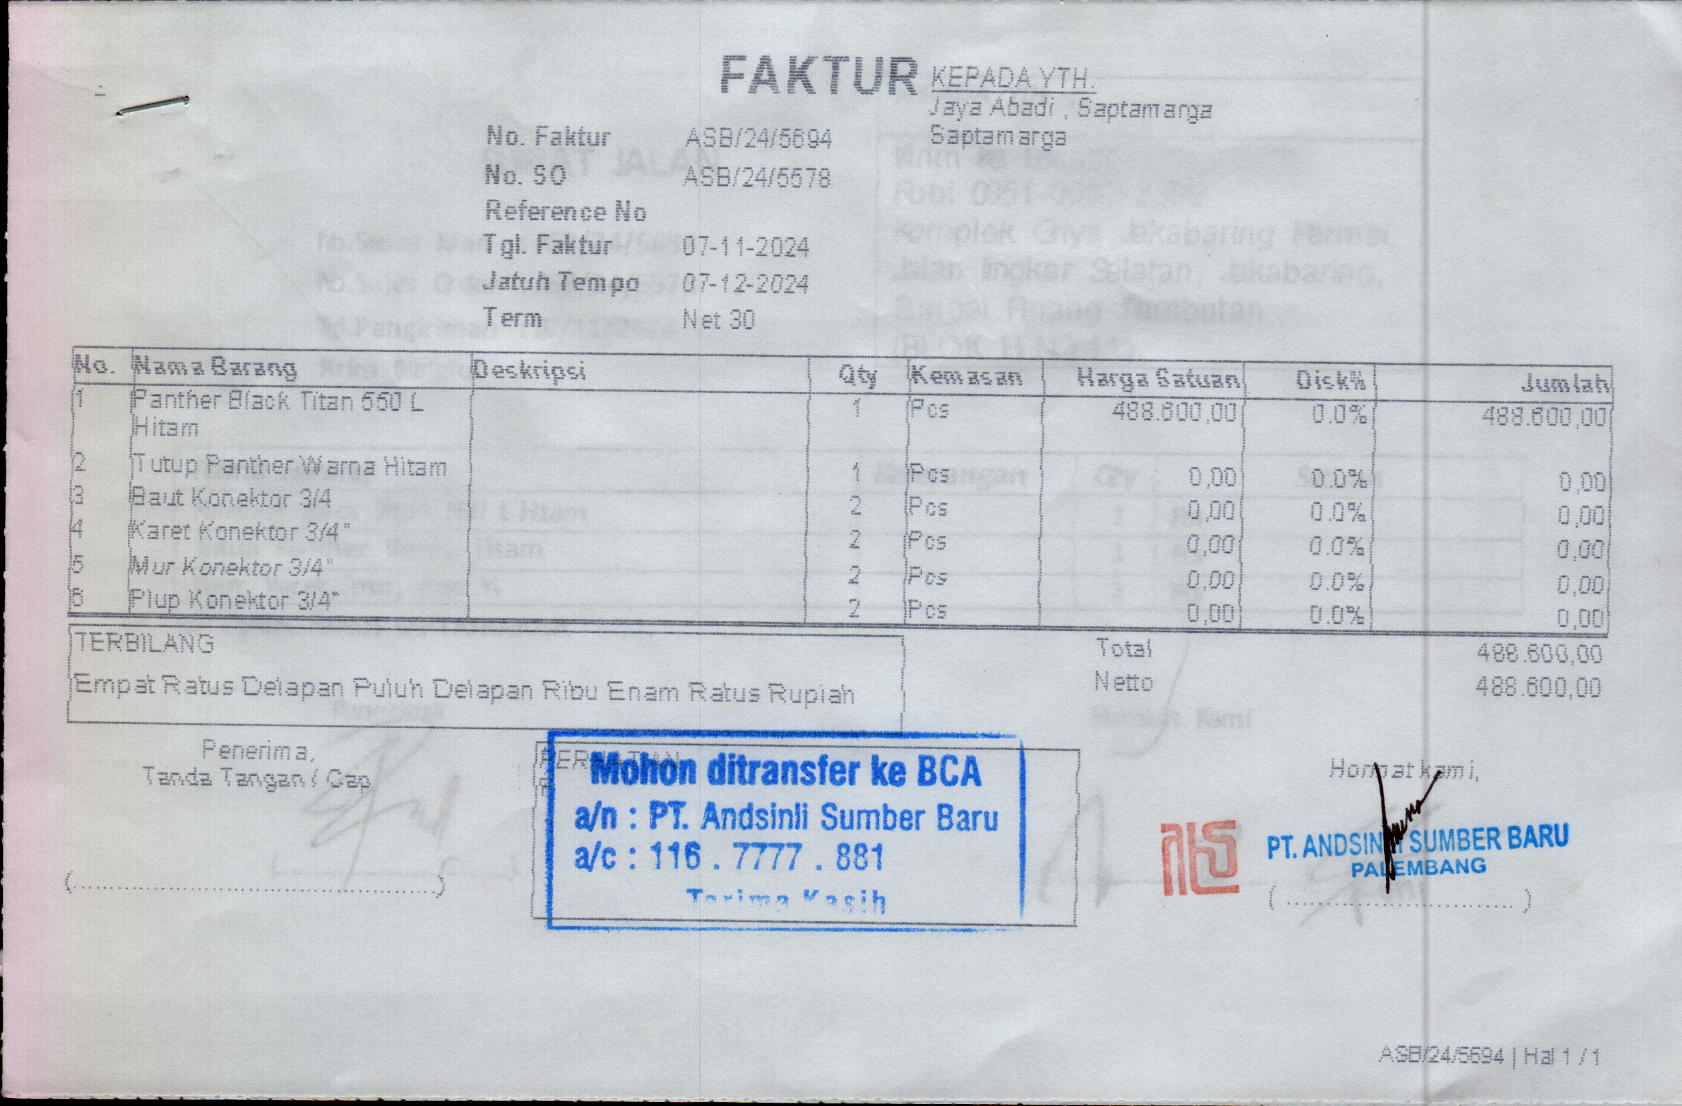 FAKTUR
KEPADA YTH.
Jaya Abadi , Saptamarga
Saptamarga
No. Faktur ASB/24/5694
No. SO ASB/24/5578
Reference No
Tgl. Faktur 07-11-2024
Jatuh Tempo 07-12-2024
Term Net 30
No. Nama Barang Deskripsi Qty Kemasan Harga Satuan Disk% Jumlah
1 Panther Black Titan 550 L 1 Pcs 488.600,00 0.0% 488.600,00
Hitam
2 Tutup Panther Warna Hitam 1 Pcs 0,00 0.0% 0,00
3 Baut Konektor 3/4 2 Pcs 0,00 0.0% 0,00
4 Karet Konektor 3/4" 2 Pcs 0,00 0.0% 0,00
5 Mur Konektor 3/4" 2 Pcs 0,00 0.0% 0,00
6 Plup Konektor 3/4" 2 Pcs 0,00 0.0% 0,00
TERBILANG
Empat Ratus Delapan Puluh Delapan Ribu Enam Ratus Rupiah
Total 488.600,00
Netto 488.600,00
Penerima,
Tanda Tangan / Cap
Mohon ditransfer ke BCA
a/n : PT. Andsinli Sumber Baru
a/c : 116 . 7777 . 881
Terima Kasih
Hormat kami,
PT. ANDSINLI SUMBER BARU
PALEMBANG
ASB/24/5694 | Hal 1 / 1